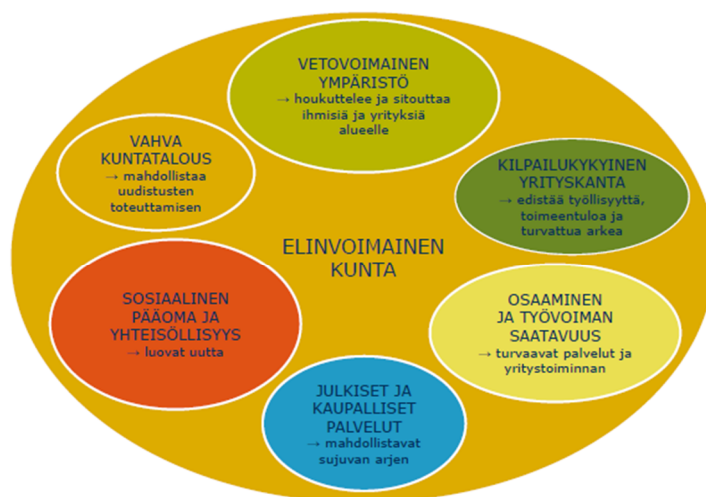 VETOVOIMAINEN
YMPÄRISTÖ
→ houkuttelee ja sitouttaa
ihmisiä ja yrityksiä
alueelle
VAHVA
KUNTATALOUS
→ mahdollistaa
uudistusten
toteuttamisen
KILPAILUKYKYINEN
YRITYSKANTA
→ edistää työllisyyttä,
toimeentuloa ja
turvattua arkea
ELINVOIMAINEN
KUNTA
SOSIAALINEN
PÄÄOMA JA
YHTEISÖLLISYYS
→ luovat uutta
OSAAMINEN
JA TYÖVOIMAN
SAATAVUUS
→ turvaavat palvelut ja
yritystoiminnan
JULKISET JA
KAUPALLISET
PALVELUT
→ mahdollistavat
sujuvan arjen